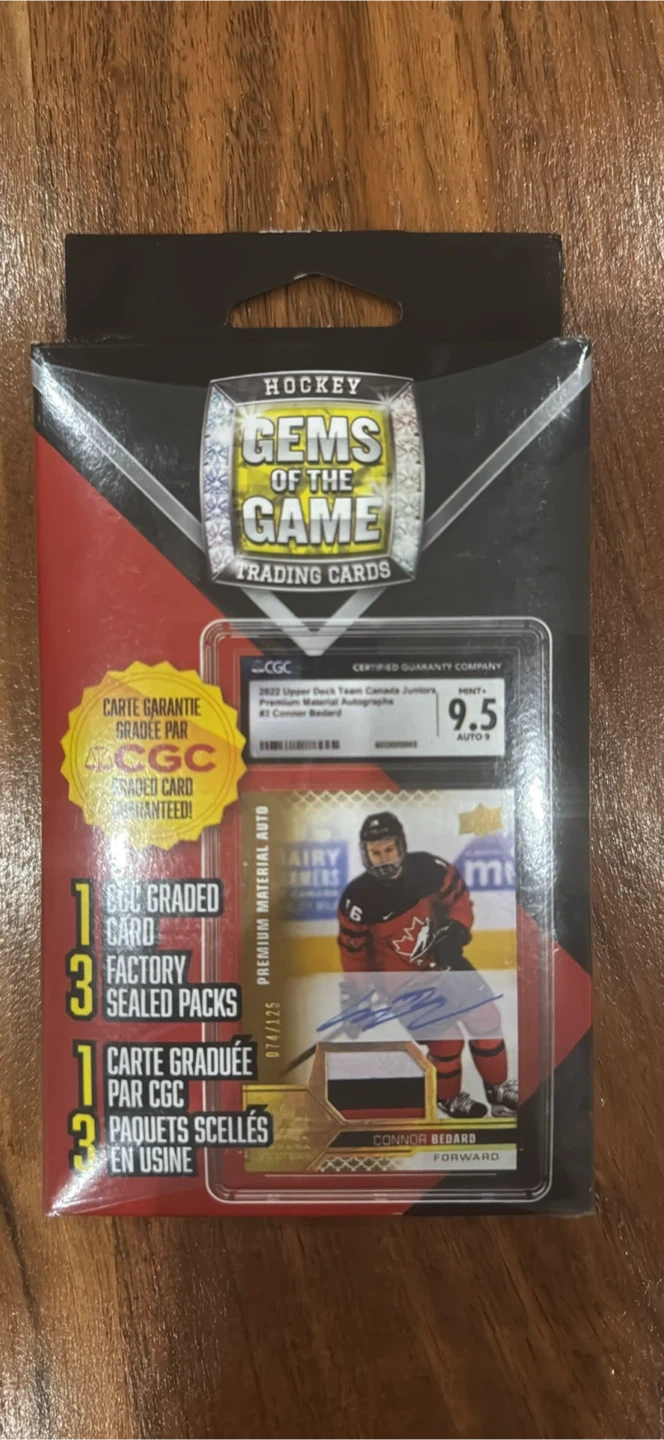 HOCKEY
GEMS
OF THE
GAME
TRADING CARDS
CGC
CERTIFIED GUARANTY COMPANY
2022 Upper Deck Team Canada Juniors
Premium Material Autographs
#2 Connor Bedard
MINT+
9.5
AUTO 9
CARTE GARANTIE
GRADÉE PAR
CGC
GRADED CARD
GUARANTEED!
1 CGC GRADED
CARD
3 FACTORY
SEALED PACKS
1 CARTE GRADUÉE
PAR CGC
3 PAQUETS SCELLÉS
EN USINE
PREMIUM MATERIAL AUTO
074/125
DAIRY
16
CONNOR BEDARD
FORWARD